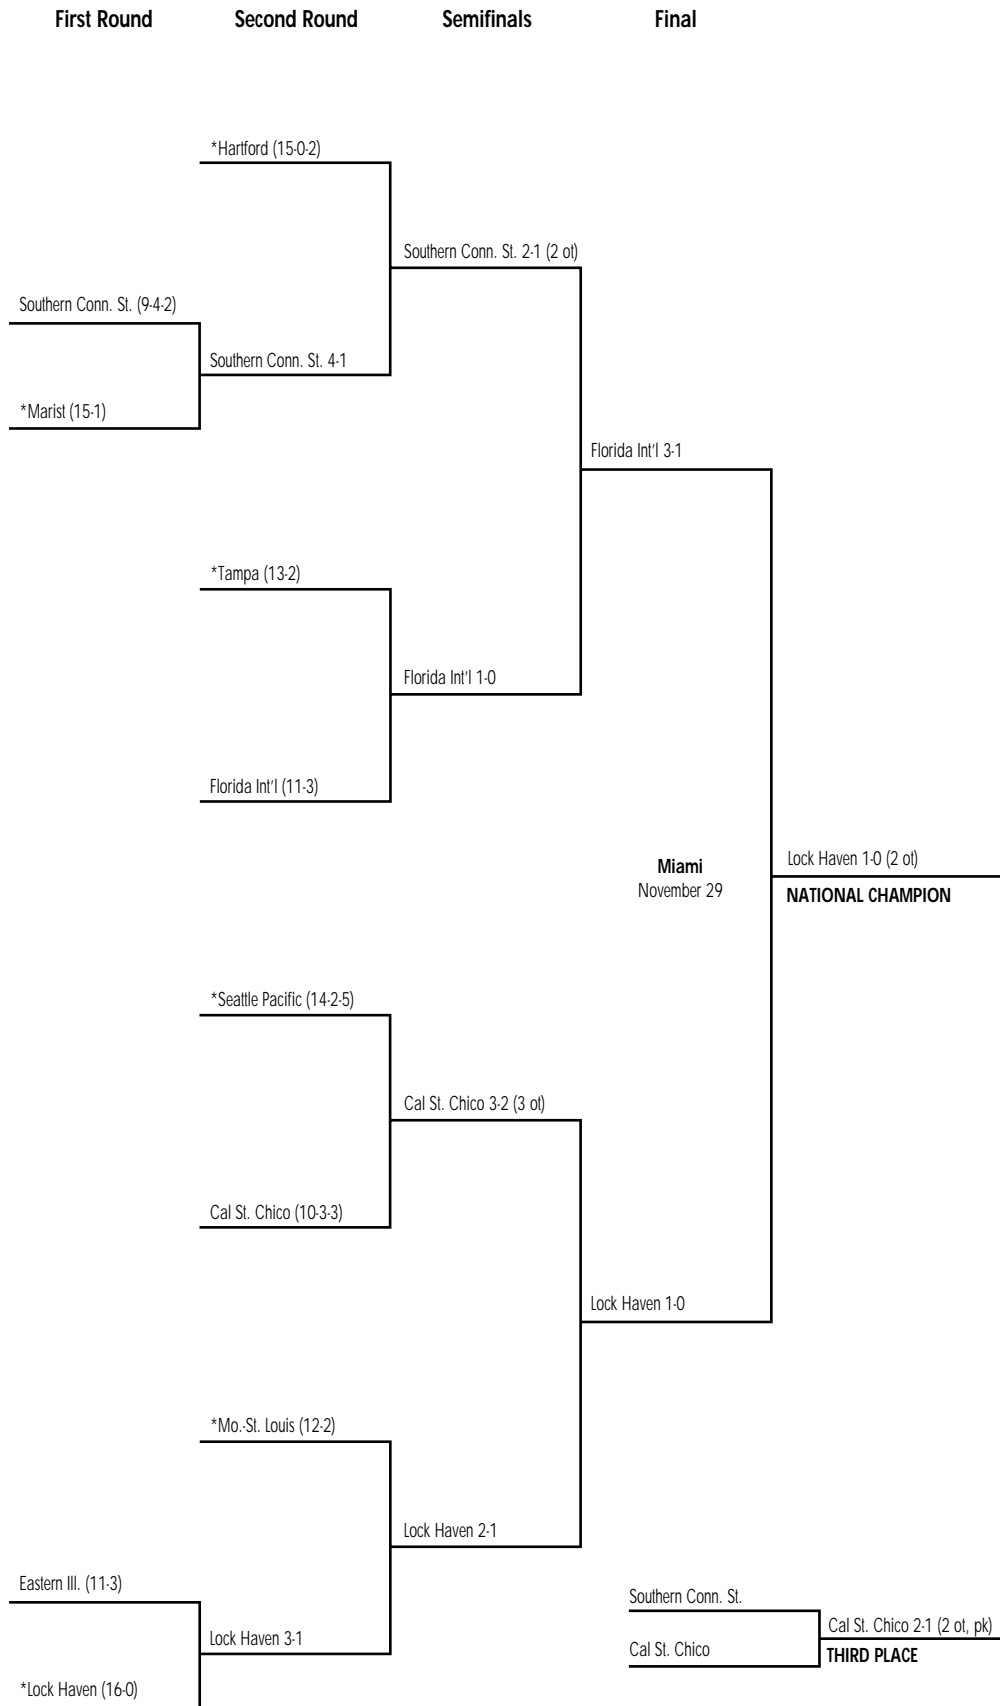 First Round Second Round Semifinals Final
*Hartford (15-0-2)
Southern Conn. St. 2-1 (2 ot)
Southern Conn. St. (9-4-2)
Southern Conn. St. 4-1
*Marist (15-1)
Florida Int'l 3-1
*Tampa (13-2)
Florida Int'l 1-0
Florida Int'l (11-3)
Lock Haven 1-0 (2 ot)
Miami
November 29
NATIONAL CHAMPION
*Seattle Pacific (14-2-5)
Cal St. Chico 3-2 (3 ot)
Cal St. Chico (10-3-3)
Lock Haven 1-0
*Mo.-St. Louis (12-2)
Lock Haven 2-1
Eastern Ill. (11-3)
Southern Conn. St.
Cal St. Chico 2-1 (2 ot, pk)
Lock Haven 3-1
Cal St. Chico
THIRD PLACE
*Lock Haven (16-0)